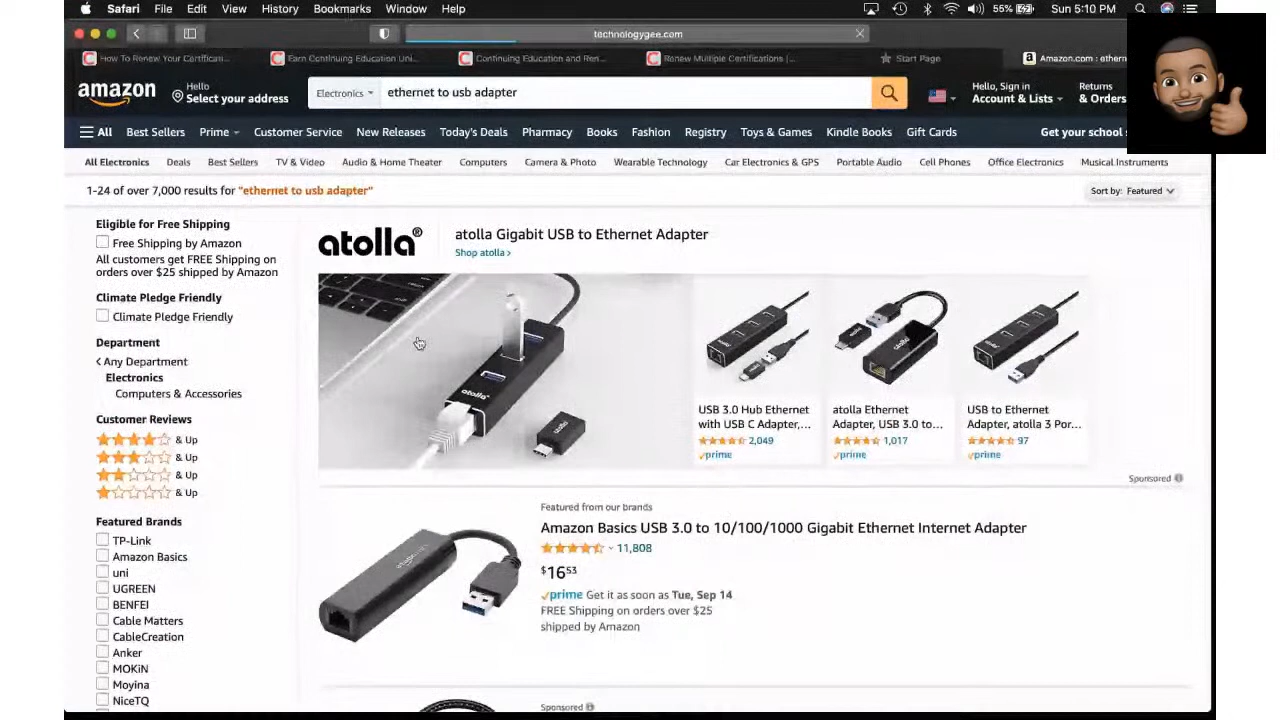 Safari File Edit View History Bookmarks Window Help
55% Sun 5:10 PM
technologygee.com
How To Renew Your Certificati...
Earn Continuing Education Uni...
Continuing Education and Ren...
Renew Multiple Certifications |...
Start Page
Amazon.com : ethern
amazon
Hello
Select your address
Electronics
ethernet to usb adapter
Hello, Sign in
Account & Lists
Returns
& Orders
All Best Sellers Prime Customer Service New Releases Today's Deals Pharmacy Books Fashion Registry Toys & Games Kindle Books Gift Cards
Get your school s
All Electronics Deals Best Sellers TV & Video Audio & Home Theater Computers Camera & Photo Wearable Technology Car Electronics & GPS Portable Audio Cell Phones Office Electronics Musical Instruments
1-24 of over 7,000 results for "ethernet to usb adapter"
Sort by: Featured
Eligible for Free Shipping
Free Shipping by Amazon
All customers get FREE Shipping on
orders over $25 shipped by Amazon
Climate Pledge Friendly
Climate Pledge Friendly
Department
Any Department
Electronics
Computers & Accessories
Customer Reviews
& Up
& Up
& Up
& Up
Featured Brands
TP-Link
Amazon Basics
uni
UGREEN
BENFEI
Cable Matters
CableCreation
Anker
MOKiN
Moyina
NiceTQ
atolla®
atolla Gigabit USB to Ethernet Adapter
Shop atolla ›
atolla
atolla
USB 3.0 Hub Ethernet
with USB C Adapter,...
2,049
prime
atolla Ethernet
Adapter, USB 3.0 to...
1,017
prime
USB to Ethernet
Adapter, atolla 3 Por...
97
prime
Sponsored
Featured from our brands
Amazon Basics USB 3.0 to 10/100/1000 Gigabit Ethernet Internet Adapter
11,808
$16 53
prime Get it as soon as Tue, Sep 14
FREE Shipping on orders over $25
shipped by Amazon
Sponsored